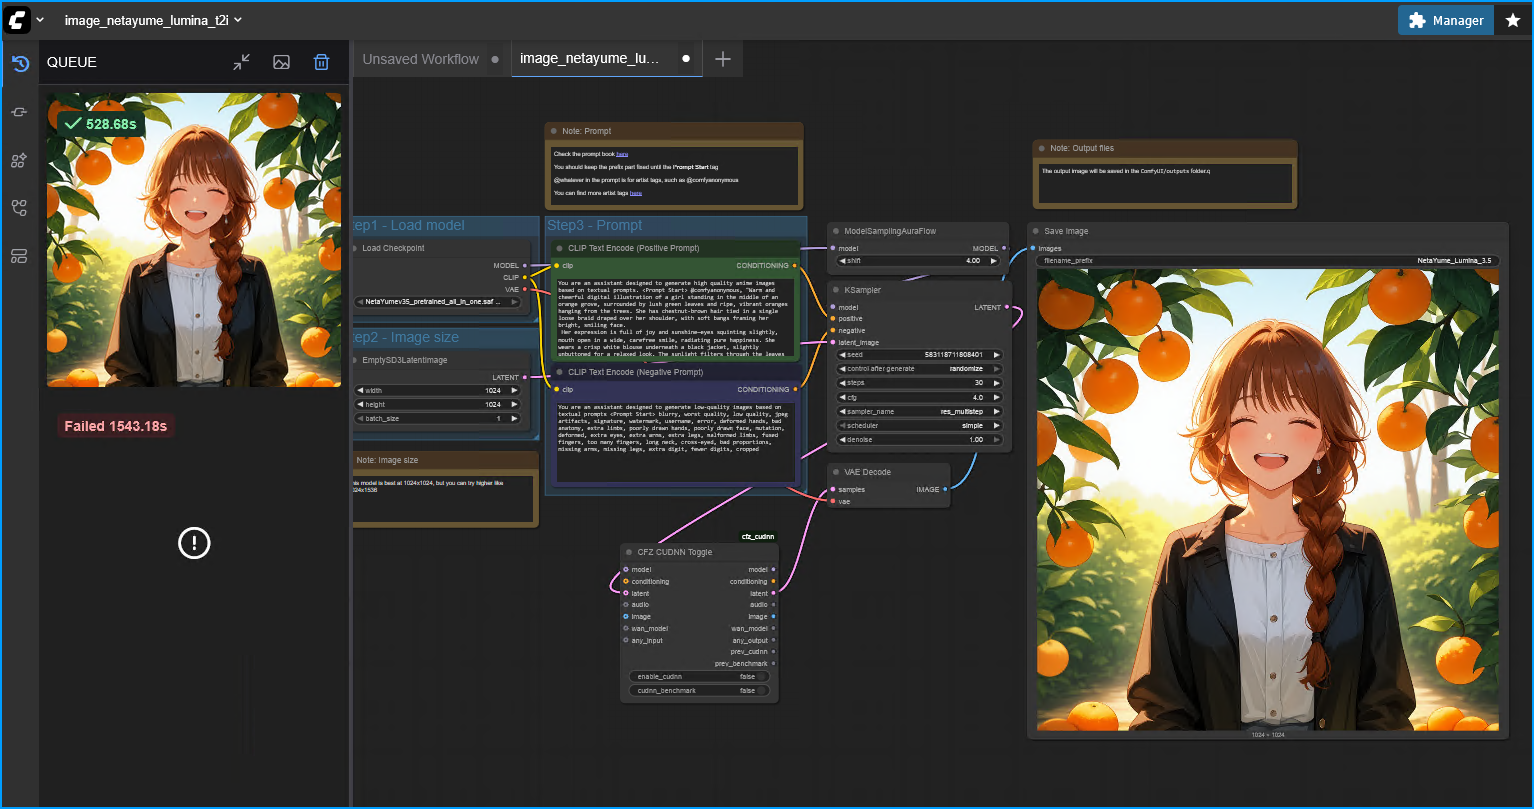 image_netayume_lumina_t2i
Manager
QUEUE
Unsaved Workflow
image_netayume_lu...
528.68s
Failed 1543.18s
Note: Prompt
Check the prompt book here
You should keep the prefix part fixed until the Prompt Start tag
@whatever in the prompt is for artist tags, such as @comfyanonymous
You can find more artist tags here
Note: Output files
The output image will be saved in the ComfyUI/outputs folder.q
tep1 - Load model
Load Checkpoint
MODEL
CLIP
VAE
NetaYumev35_pretrained_all_in_one.saf ...
tep2 - Image size
EmptySD3LatentImage
LATENT
width 1024
height 1024
batch_size 1
Note: Image size
his model is best at 1024x1024, but you can try higher like
024x1536
Step3 - Prompt
CLIP Text Encode (Positive Prompt)
clip CONDITIONING
You are an assistant designed to generate high quality anime images
based on textual prompts. <Prompt Start> @comfyanonymous, "Warm and
cheerful digital illustration of a girl standing in the middle of an
orange grove, surrounded by lush green leaves and ripe, vibrant oranges
hanging from the trees. She has chestnut-brown hair tied in a single
loose braid draped over her shoulder, with soft bangs framing her
bright, smiling face.
Her expression is full of joy and sunshine—eyes squinting slightly,
mouth open in a wide, carefree smile, radiating pure happiness. She
wears a crisp white blouse underneath a black jacket, slightly
unbuttoned for a relaxed look. The sunlight filters through the leaves
CLIP Text Encode (Negative Prompt)
clip CONDITIONING
You are an assistant designed to generate low-quality images based on
textual prompts <Prompt Start> blurry, worst quality, low quality, jpeg
artifacts, signature, watermark, username, error, deformed hands, bad
anatomy, extra limbs, poorly drawn hands, poorly drawn face, mutation,
deformed, extra eyes, extra arms, extra legs, malformed limbs, fused
fingers, too many fingers, long neck, cross-eyed, bad proportions,
missing arms, missing legs, extra digit, fewer digits, cropped
ModelSamplingAuraFlow
model MODEL
shift 4.00
KSampler
model LATENT
positive
negative
latent_image
seed 583118711808401
control after generate randomize
steps 30
cfg 4.0
sampler_name res_multistep
scheduler simple
denoise 1.00
VAE Decode
samples IMAGE
vae
cfz_cudnn
CFZ CUDNN Toggle
model model
conditioning conditioning
latent latent
audio audio
image image
wan_model wan_model
any_input any_output
prev_cudnn
prev_benchmark
enable_cudnn false
cudnn_benchmark false
Save Image
images
filename_prefix NetaYume_Lumina_3.5
1024 × 1024